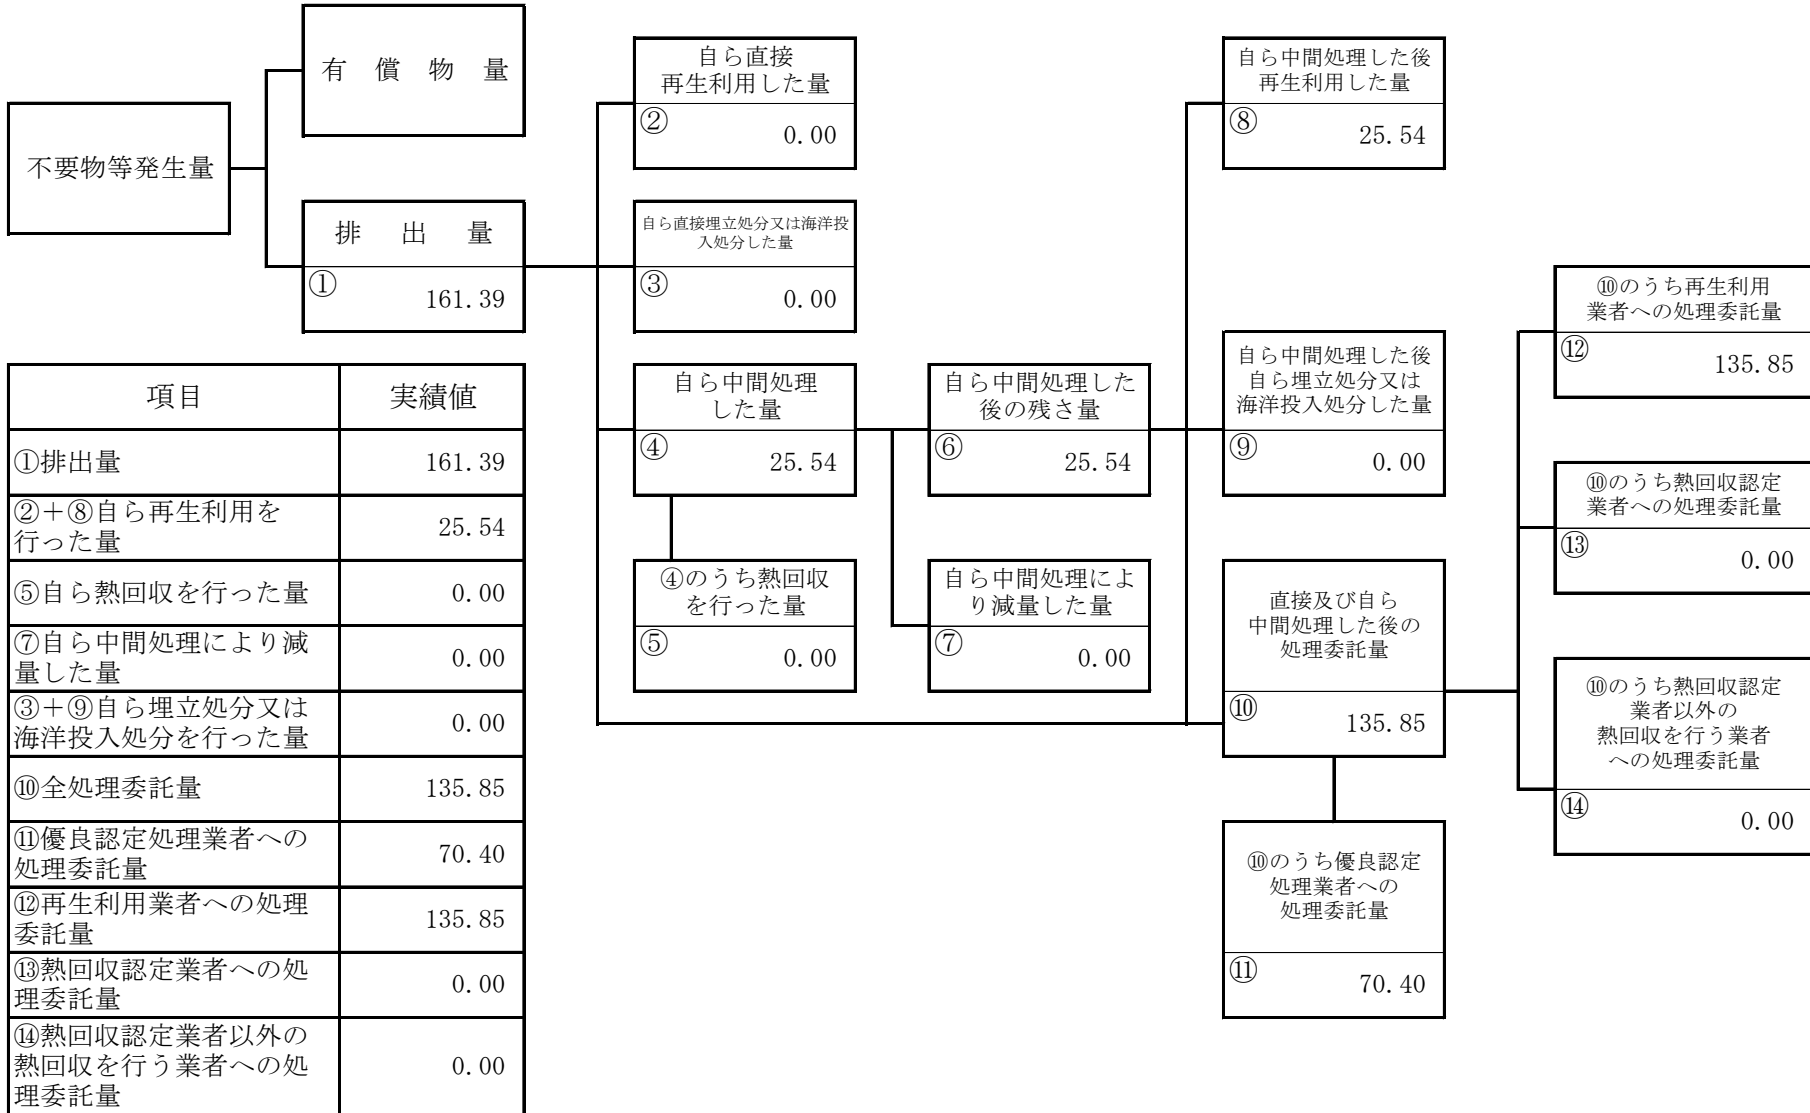 有償物量
不要物等発生量
排出量
①
161.39
自ら直接
再生利用した量
②
0.00
自ら直接埋立処分又は海洋投
入処分した量
③
0.00
自ら中間処理
した量
④
25.54
④のうち熱回収
を行った量
⑤
0.00
自ら中間処理した
後の残さ量
⑥
25.54
自ら中間処理によ
り減量した量
⑦
0.00
自ら中間処理した後
再生利用した量
⑧
25.54
自ら中間処理した後
自ら埋立処分又は
海洋投入処分した量
⑨
0.00
直接及び自ら
中間処理した後の
処理委託量
⑩
135.85
⑩のうち優良認定
処理業者への
処理委託量
⑪
70.40
⑩のうち再生利用
業者への処理委託量
⑫
135.85
⑩のうち熱回収認定
業者への処理委託量
⑬
0.00
⑩のうち熱回収認定
業者以外の
熱回収を行う業者
への処理委託量
⑭
0.00
項目 実績値
①排出量 161.39
②＋⑧自ら再生利用を
行った量 25.54
⑤自ら熱回収を行った量 0.00
⑦自ら中間処理により減
量した量 0.00
③＋⑨自ら埋立処分又は
海洋投入処分を行った量 0.00
⑩全処理委託量 135.85
⑪優良認定処理業者への
処理委託量 70.40
⑫再生利用業者への処理
委託量 135.85
⑬熱回収認定業者への処
理委託量 0.00
⑭熱回収認定業者以外の
熱回収を行う業者への処
理委託量 0.00